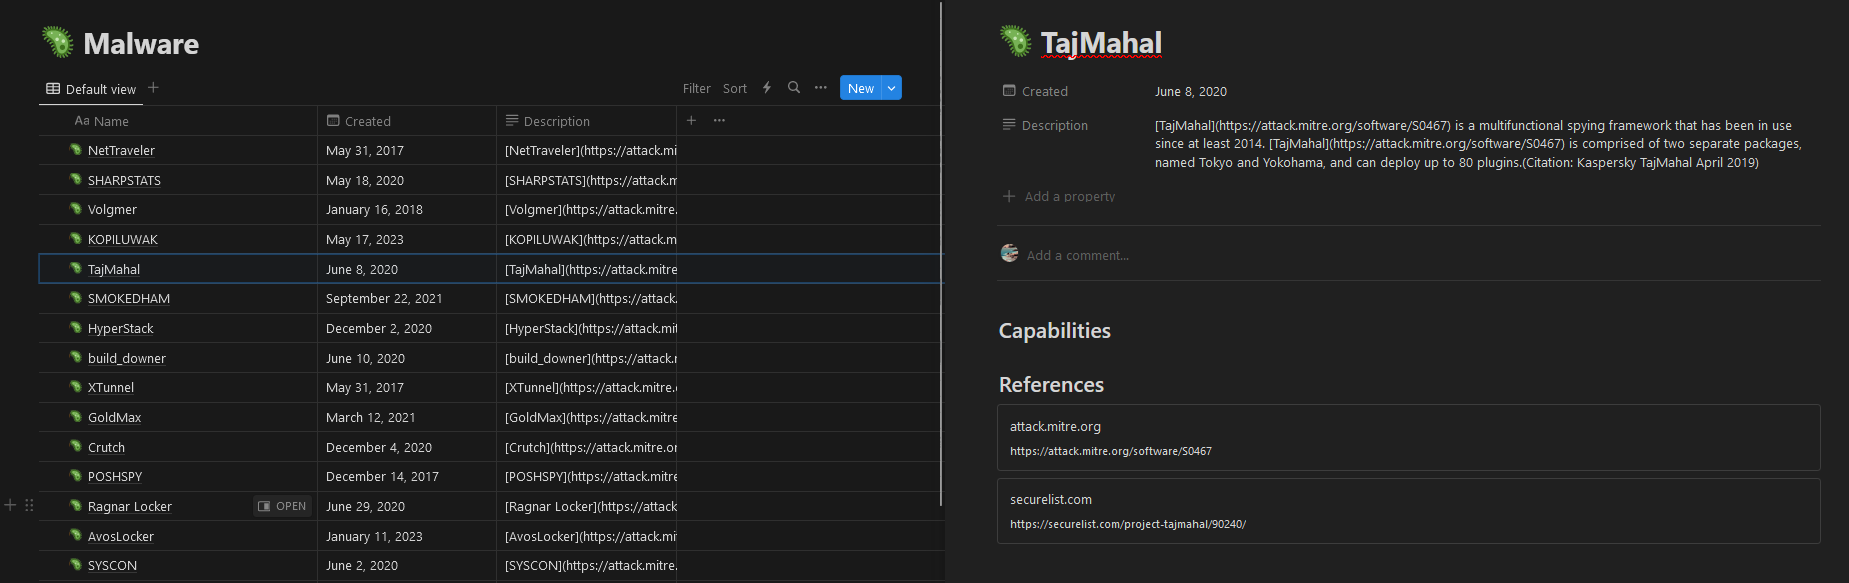 Malware
Default view
Filter Sort New
Aa Name Created Description
NetTraveler May 31, 2017 [NetTraveler](https://attack.mi
SHARPSTATS May 18, 2020 [SHARPSTATS](https://attack.m
Volgmer January 16, 2018 [Volgmer](https://attack.mitre.
KOPILUWAK May 17, 2023 [KOPILUWAK](https://attack.m
TajMahal June 8, 2020 [TajMahal](https://attack.mitre
SMOKEDHAM September 22, 2021 [SMOKEDHAM](https://attack.
HyperStack December 2, 2020 [HyperStack](https://attack.mit
build_downer June 10, 2020 [build_downer](https://attack.r
XTunnel May 31, 2017 [XTunnel](https://attack.mitre.
GoldMax March 12, 2021 [GoldMax](https://attack.mitre
Crutch December 4, 2020 [Crutch](https://attack.mitre.or
POSHSPY December 14, 2017 [POSHSPY](https://attack.mitre
Ragnar Locker OPEN June 29, 2020 [Ragnar Locker](https://attack
AvosLocker January 11, 2023 [AvosLocker](https://attack.mi
SYSCON June 2, 2020 [SYSCON](https://attack.mitre.
TajMahal
Created June 8, 2020
Description [TajMahal](https://attack.mitre.org/software/S0467) is a multifunctional spying framework that has been in use
since at least 2014. [TajMahal](https://attack.mitre.org/software/S0467) is comprised of two separate packages,
named Tokyo and Yokohama, and can deploy up to 80 plugins.(Citation: Kaspersky TajMahal April 2019)
Add a property
Add a comment...
Capabilities
References
attack.mitre.org
https://attack.mitre.org/software/S0467
securelist.com
https://securelist.com/project-tajmahal/90240/